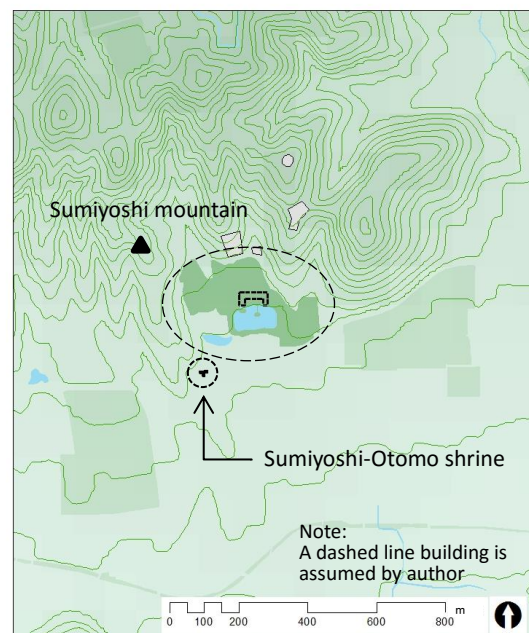 Sumiyoshi mountain
Sumiyoshi-Otomo shrine
Note:
A dashed line building is
assumed by author
0 100 200 400 600 800 m